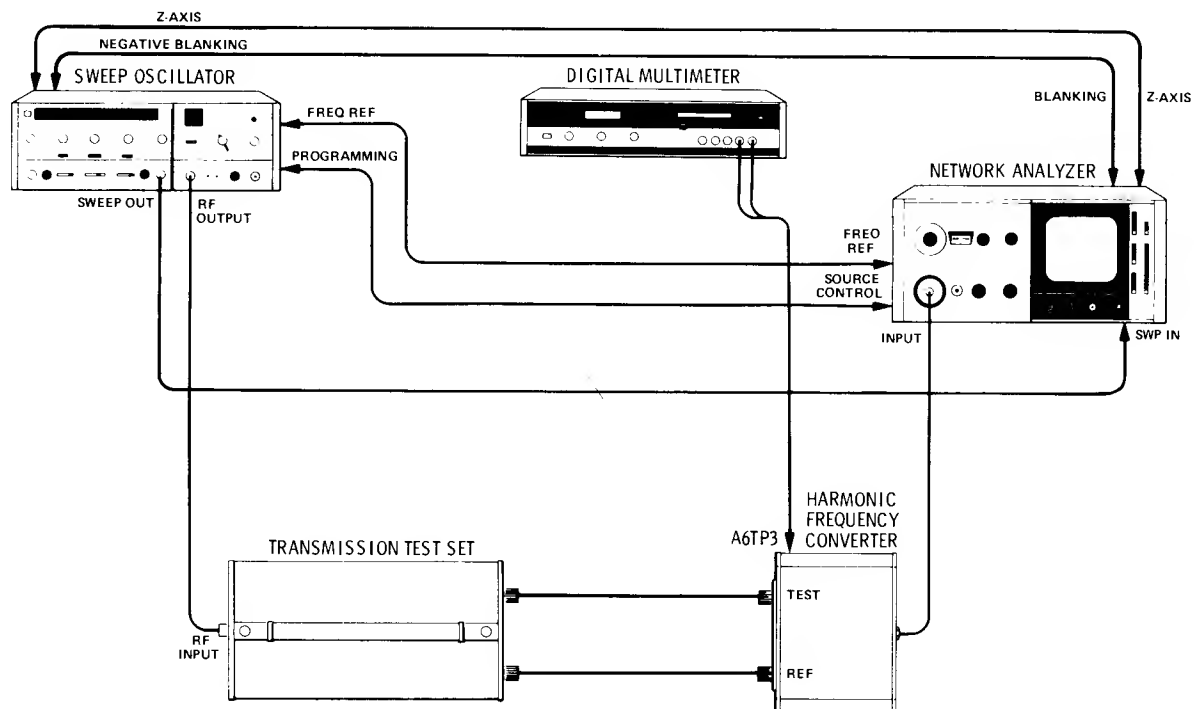 Z-AXIS
NEGATIVE BLANKING
SWEEP OSCILLATOR
DIGITAL MULTIMETER
BLANKING
Z-AXIS
FREQ REF
PROGRAMMING
NETWORK ANALYZER
SWEEP OUT
RF
OUTPUT
FREQ
REF
SOURCE
CONTROL
INPUT
SWP IN
HARMONIC
FREQUENCY
CONVERTER
A6TP3
TRANSMISSION TEST SET
TEST
RF
INPUT
REF